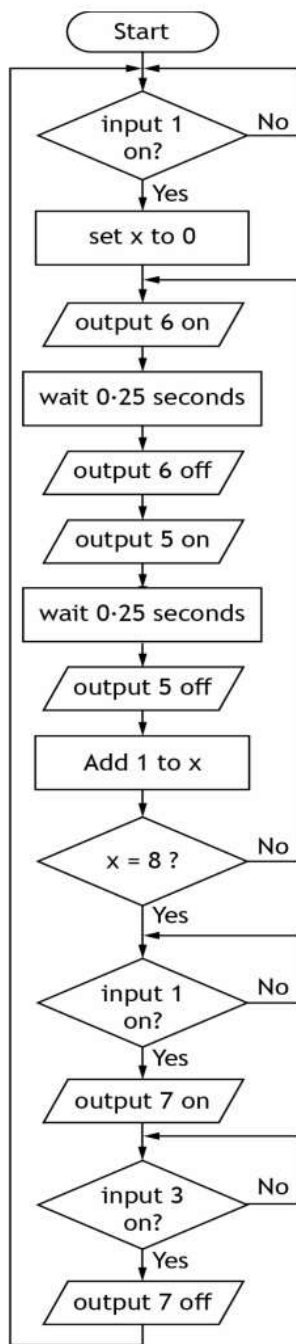 Start
input 1
on?
No
Yes
set x to 0
output 6 on
wait 0·25 seconds
output 6 off
output 5 on
wait 0·25 seconds
output 5 off
Add 1 to x
x = 8 ?
No
Yes
input 1
on?
No
Yes
output 7 on
input 3
on?
No
Yes
output 7 off